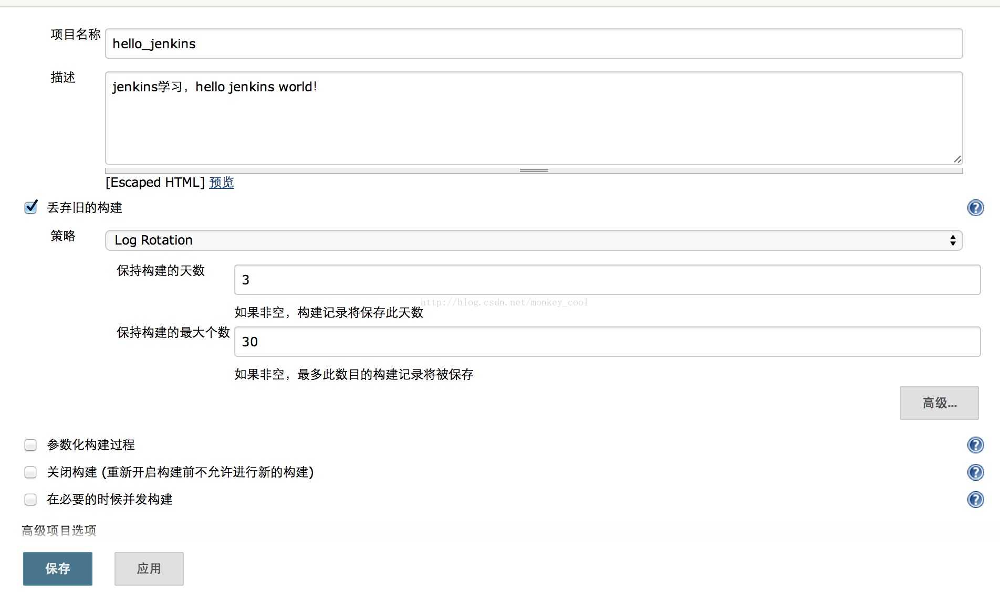 项目名称 hello_jenkins
描述 jenkins学习，hello jenkins world！
[Escaped HTML] 预览
丢弃旧的构建
策略 Log Rotation
保持构建的天数 3
http://blog.csdn.net/monkey_cool
如果非空，构建记录将保存此天数
保持构建的最大个数 30
如果非空，最多此数目的构建记录将被保存
高级...
参数化构建过程
关闭构建 (重新开启构建前不允许进行新的构建)
在必要的时候并发构建
高级项目选项
保存 应用